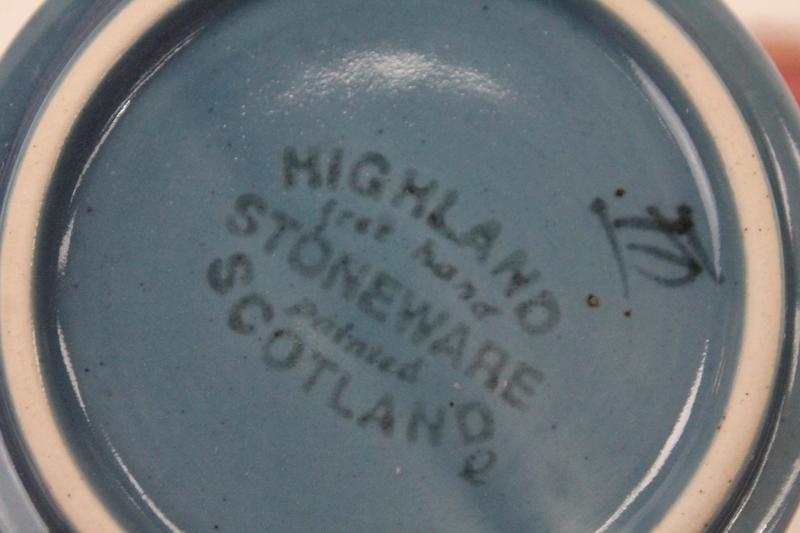 HIGHLAND
free hand
STONEWARE
painted
SCOTLAND
R